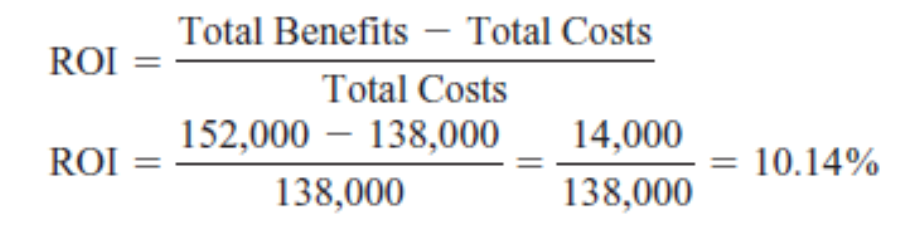 ROI = Total Benefits − Total Costs
Total Costs
ROI = 152,000 − 138,000 = 14,000 = 10.14%
138,000 138,000